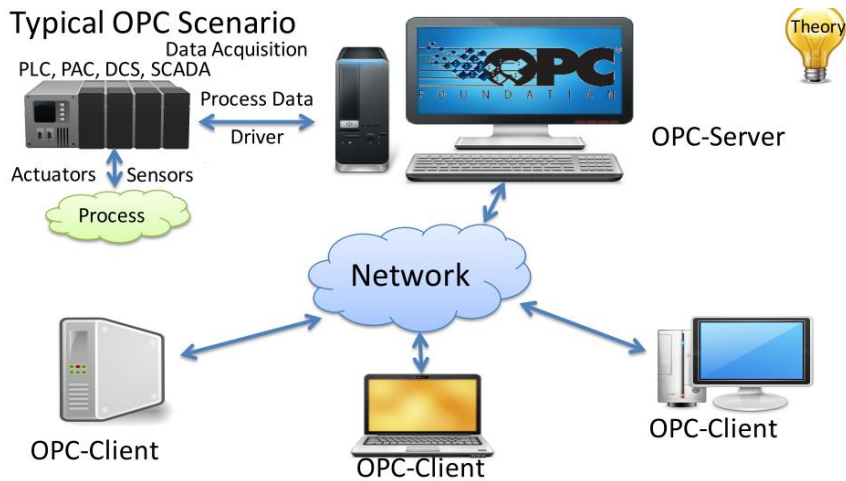 Typical OPC Scenario
Theory
Data Acquisition
PLC, PAC, DCS, SCADA
Process Data
Driver
OPC
FOUNDATION
OPC-Server
Actuators
Sensors
Process
Network
OPC-Client
OPC-Client
OPC-Client